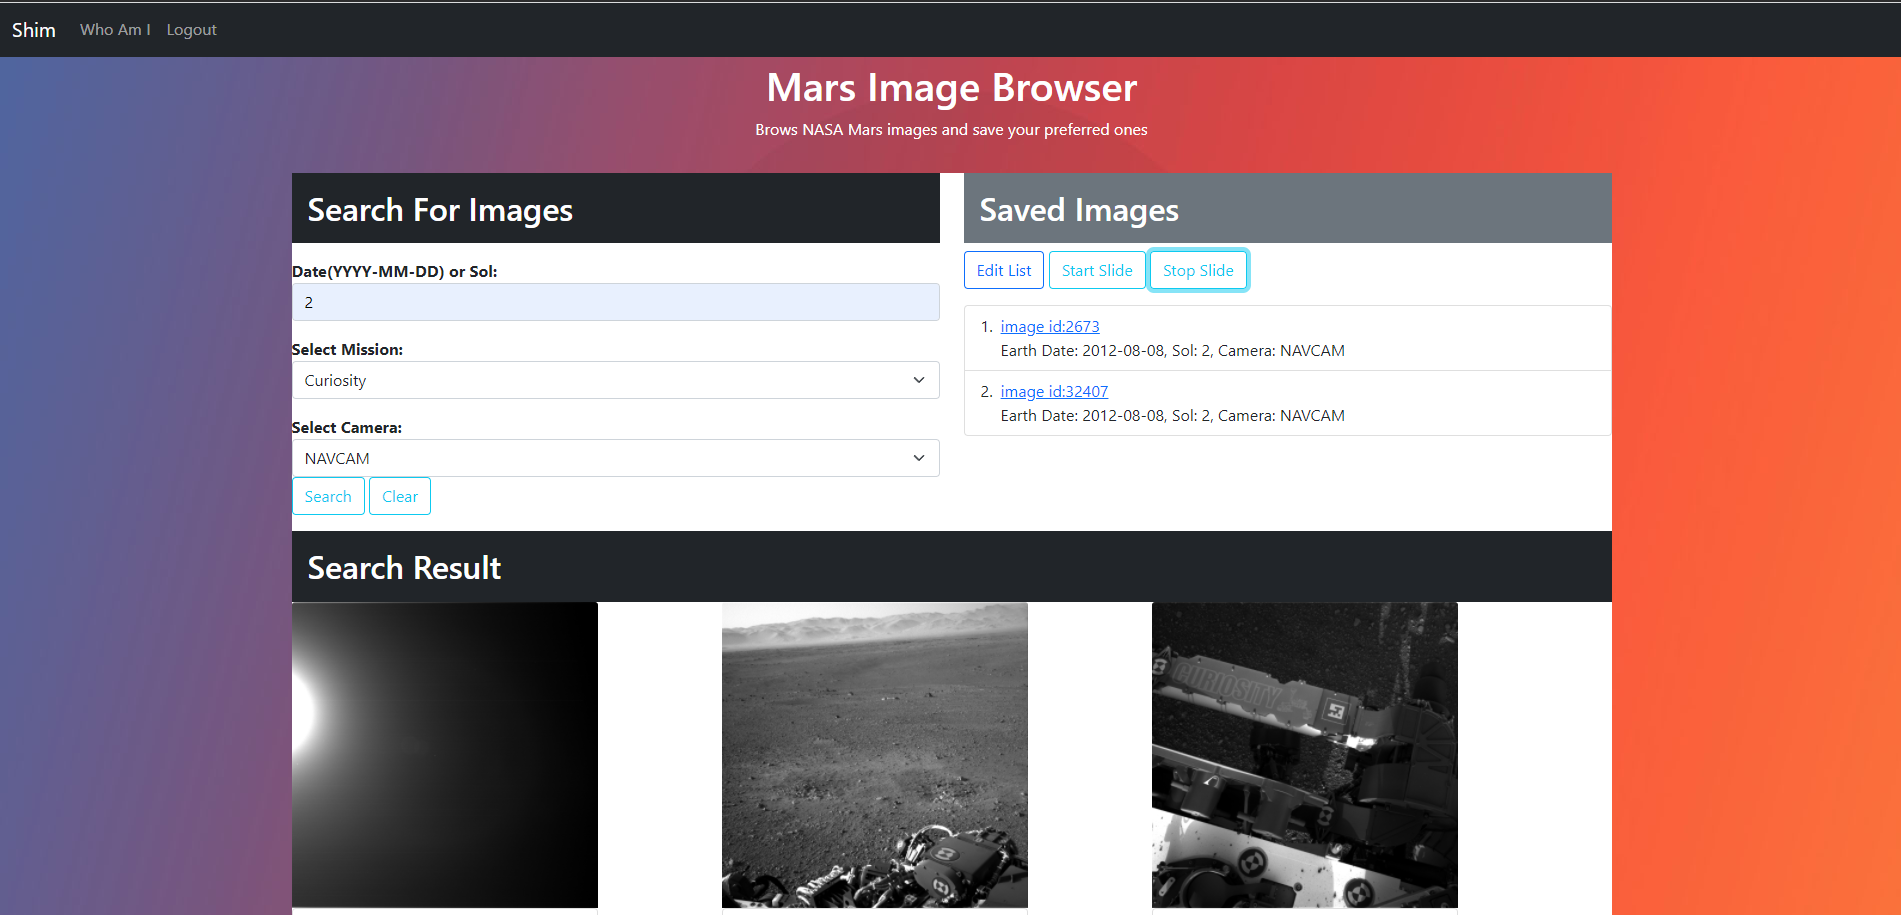 Shim Who Am I Logout
Mars Image Browser
Brows NASA Mars images and save your preferred ones
Search For Images
Date(YYYY-MM-DD) or Sol:
2
Select Mission:
Curiosity
Select Camera:
NAVCAM
Search Clear
Saved Images
Edit List Start Slide Stop Slide
1. image id:2673
Earth Date: 2012-08-08, Sol: 2, Camera: NAVCAM
2. image id:32407
Earth Date: 2012-08-08, Sol: 2, Camera: NAVCAM
Search Result
CURIOSITY